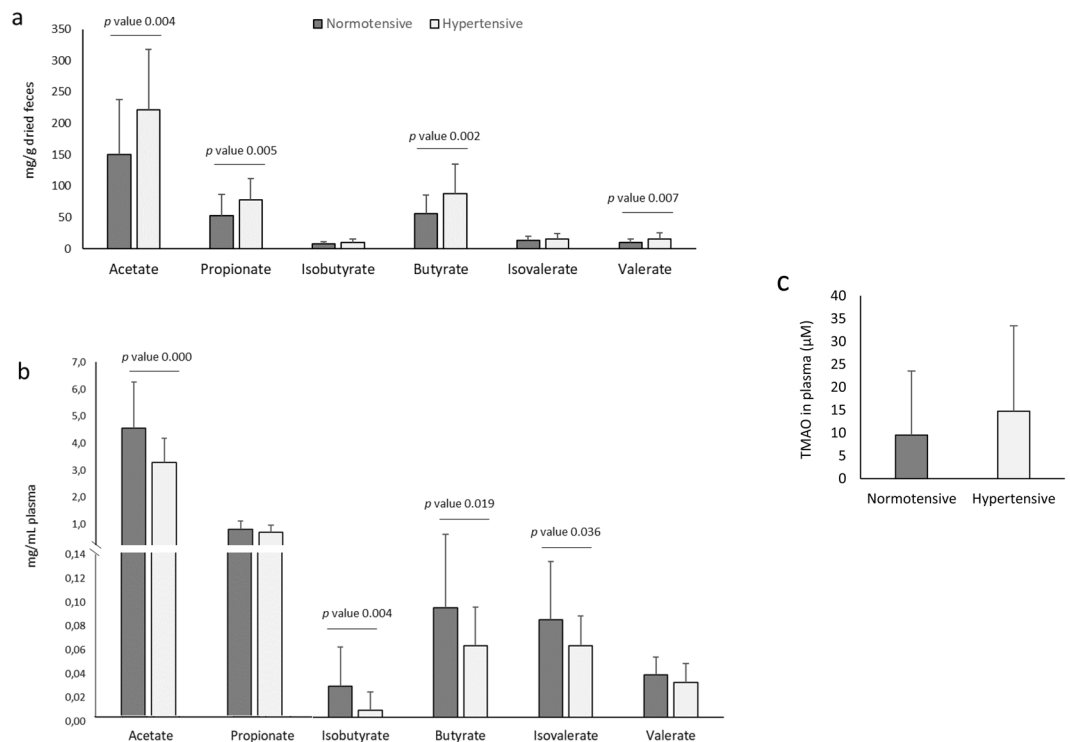 a
p value 0.004
Normotensive Hypertensive
350
300
250
200
150
100
50
0
mg/g dried feces
p value 0.005
p value 0.002
p value 0.007
Acetate Propionate Isobutyrate Butyrate Isovalerate Valerate
b
p value 0.000
7,0
6,0
5,0
4,0
3,0
2,0
1,0
0,14
0,12
0,10
0,08
0,06
0,04
0,02
0,00
mg/mL plasma
p value 0.004
p value 0.019
p value 0.036
Acetate Propionate Isobutyrate Butyrate Isovalerate Valerate
c
40
35
30
25
20
15
10
5
0
TMAO in plasma (µM)
Normotensive Hypertensive